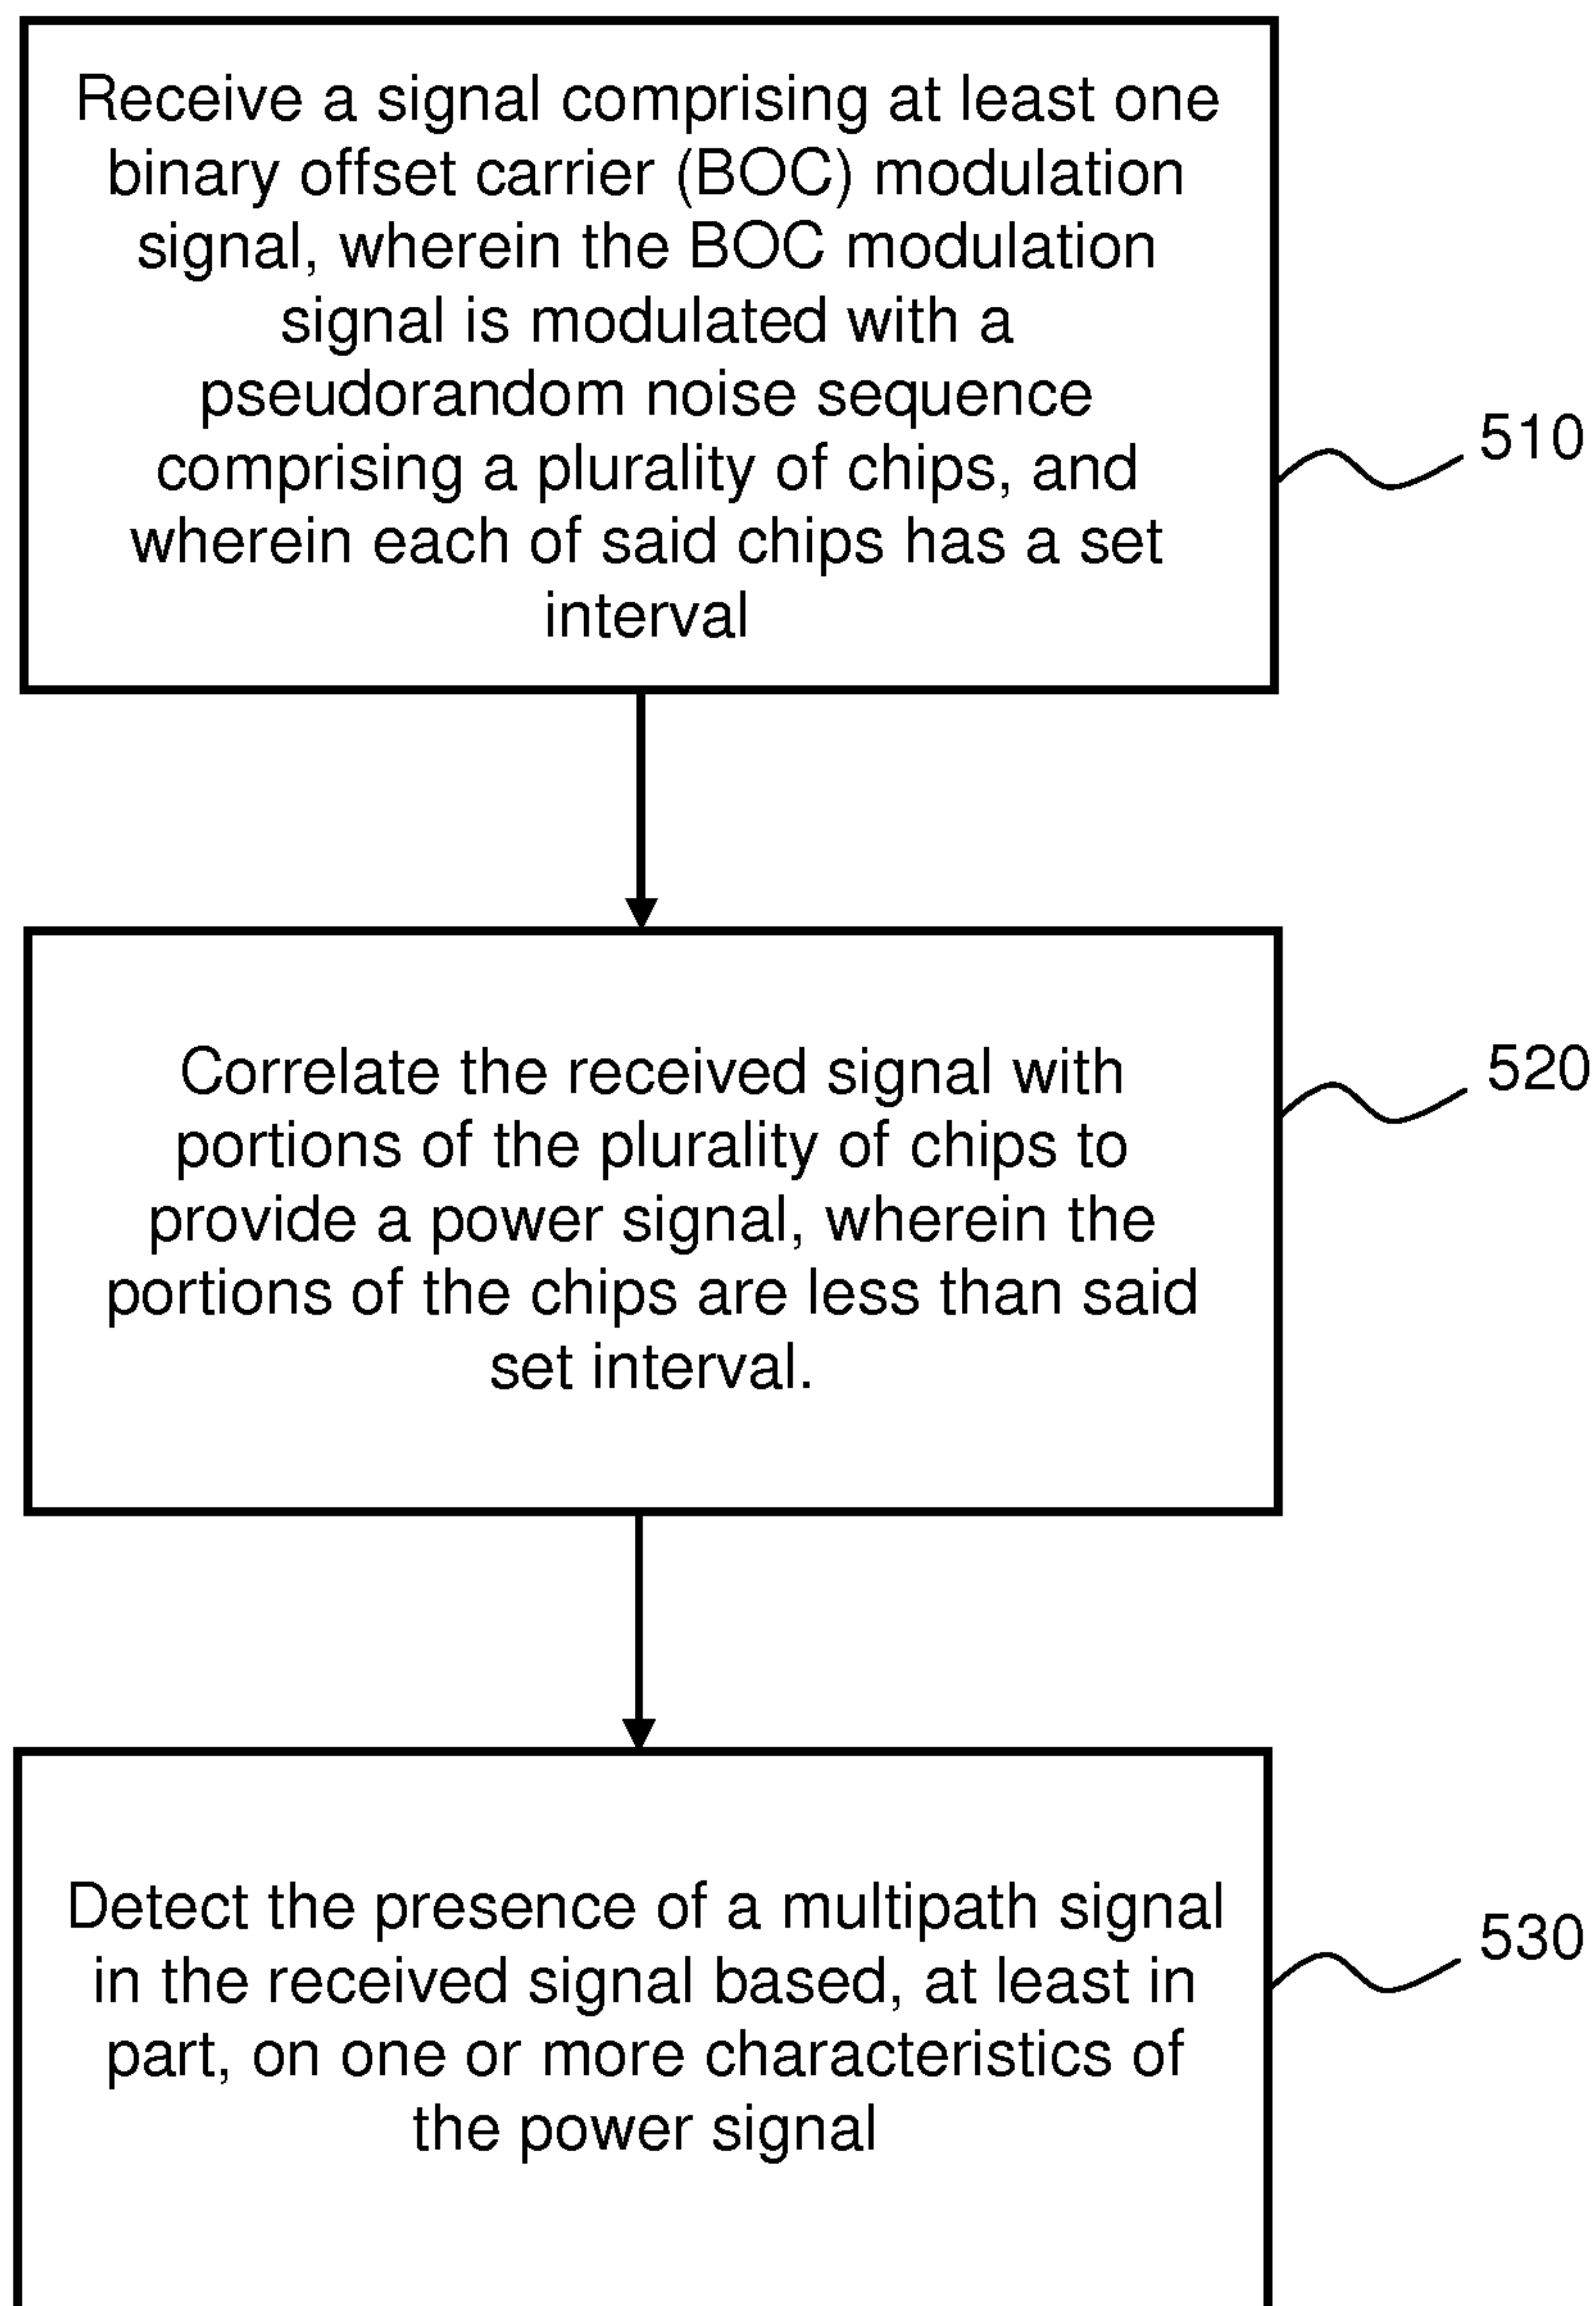 Receive a signal comprising at least one
binary offset carrier (BOC) modulation
signal, wherein the BOC modulation
signal is modulated with a
pseudorandom noise sequence
comprising a plurality of chips, and
wherein each of said chips has a set
interval
510
Correlate the received signal with
portions of the plurality of chips to
provide a power signal, wherein the
portions of the chips are less than said
set interval.
520
Detect the presence of a multipath signal
in the received signal based, at least in
part, on one or more characteristics of
the power signal
530